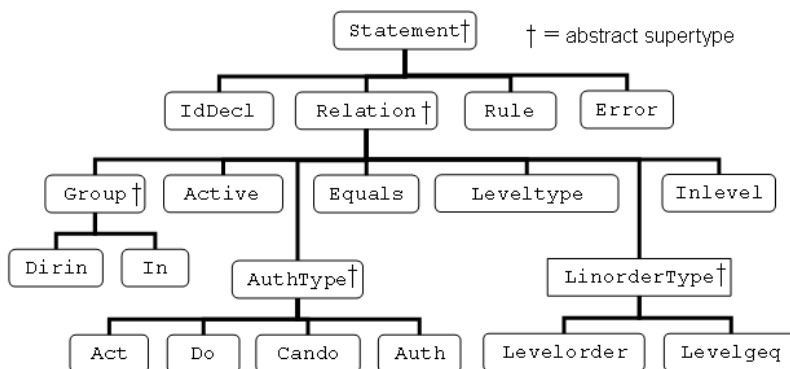 Statement†
† = abstract supertype
IdDecl Relation† Rule Error
Group† Active Equals Leveltype Inlevel
Dirin In AuthType† LinorderType†
Act Do Cando Auth Levelorder Levelgeq